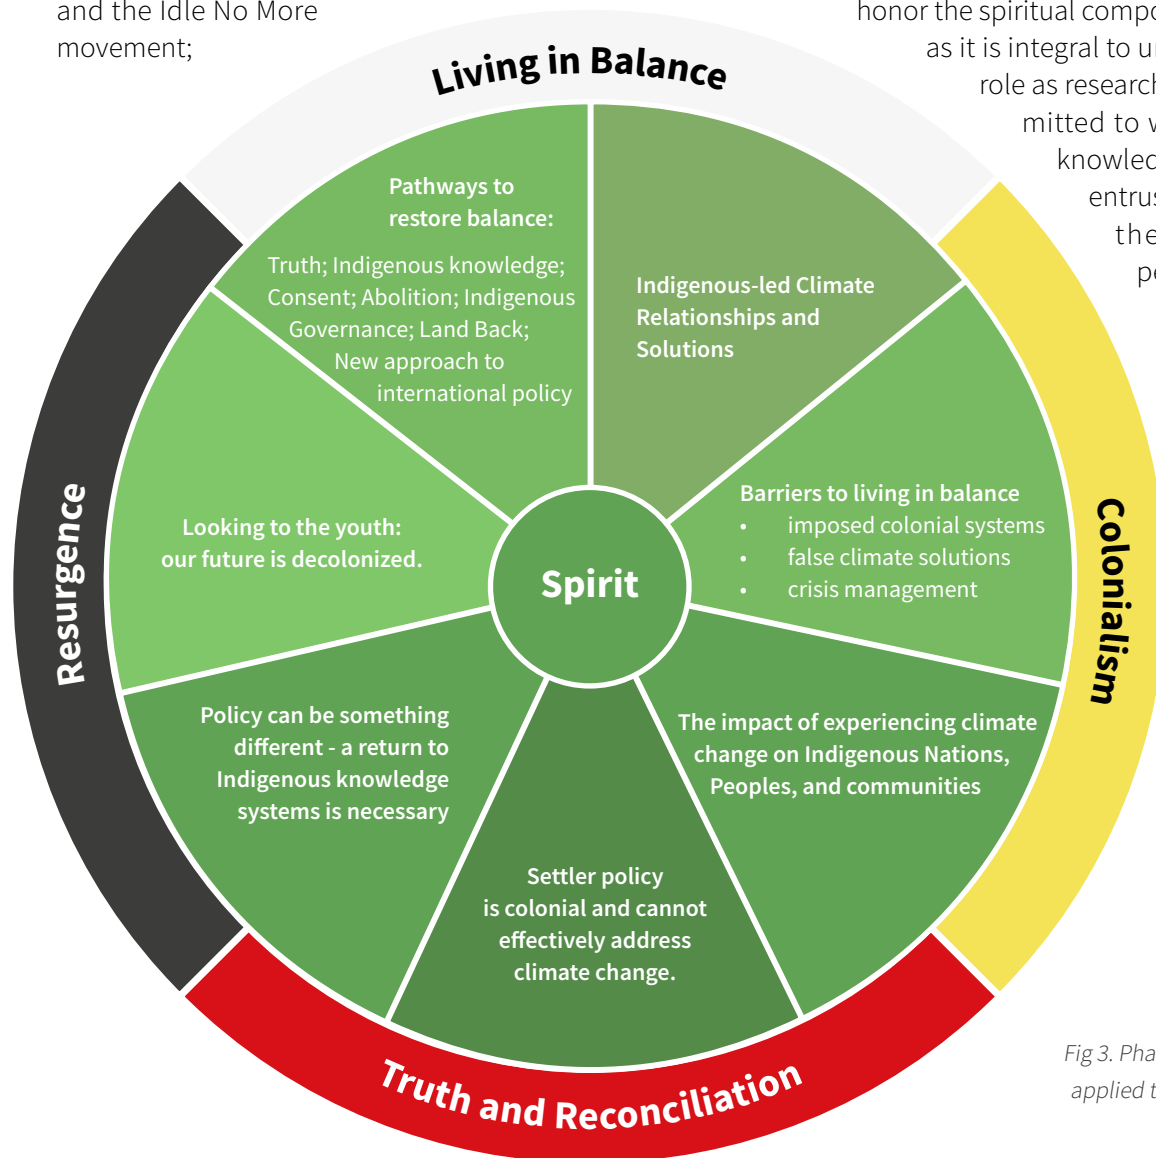 and the Idle No More
movement;
honor the spiritual
as it is integral to
role as
mitted to
the
Living in Balance
Pathways to
restore balance:
Truth; Indigenous knowledge;
Consent; Abolition; Indigenous
Governance; Land Back;
New approach to
international policy
Indigenous-led Climate
Relationships and
Solutions
Barriers to living in balance
• imposed colonial systems
• false climate solutions
• crisis management
Colonialism
The impact of experiencing climate
change on Indigenous Nations,
Peoples, and communities
Settler policy
is colonial and cannot
effectively address
climate change.
Truth and Reconciliation
Policy can be something
different - a return to
Indigenous knowledge
systems is necessary
Looking to the youth:
our future is decolonized.
Resurgence
Spirit
Fig 3.
applied